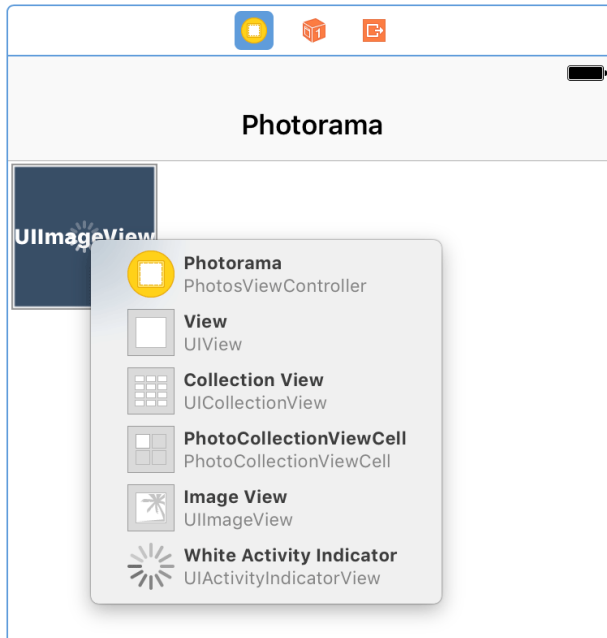 Photorama
UIImageView
Photorama
PhotosViewController
View
UIView
Collection View
UICollectionView
PhotoCollectionViewCell
PhotoCollectionViewCell
Image View
UIImageView
White Activity Indicator
UIActivityIndicatorView